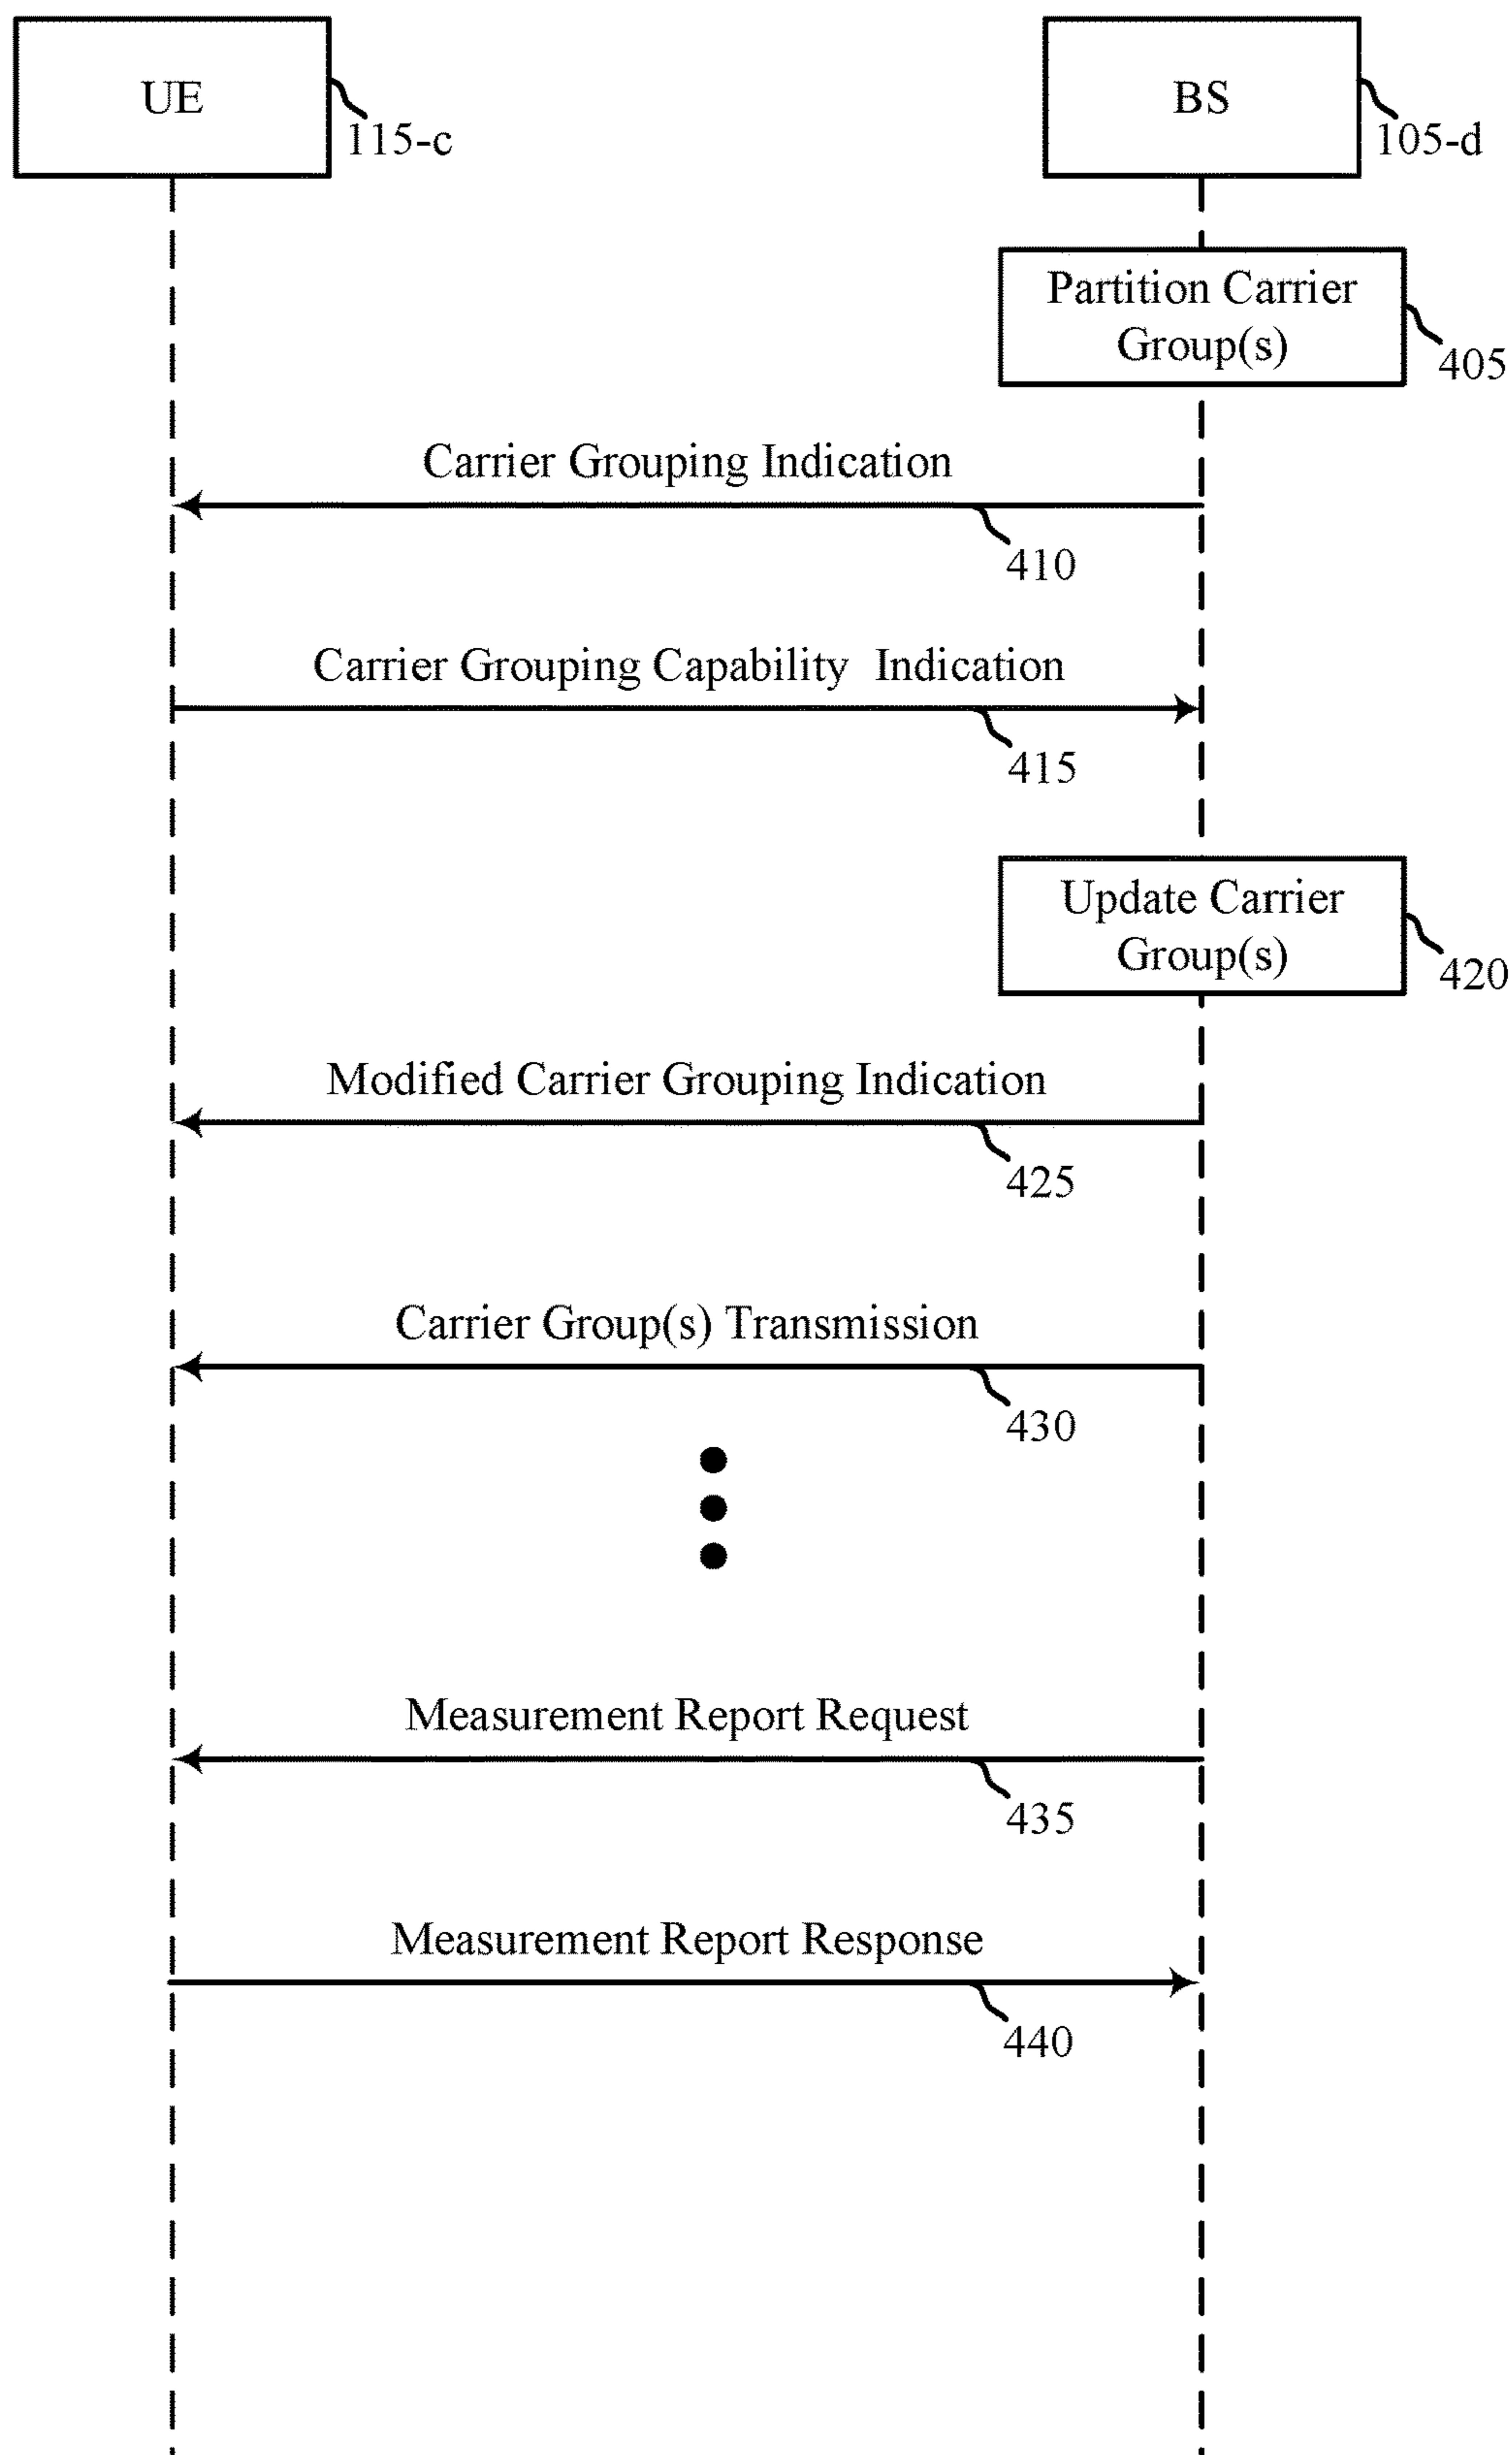 UE
115-c
BS
105-d
Partition Carrier
Group(s)
405
Carrier Grouping Indication
410
Carrier Grouping Capability Indication
415
Update Carrier
Group(s)
420
Modified Carrier Grouping Indication
425
Carrier Group(s) Transmission
430
Measurement Report Request
435
Measurement Report Response
440